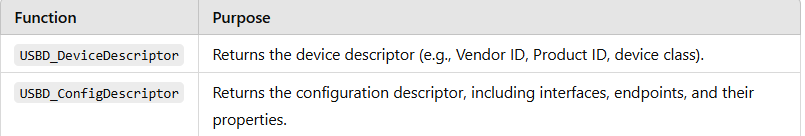 Function Purpose
USBD_DeviceDescriptor Returns the device descriptor (e.g., Vendor ID, Product ID, device class).
USBD_ConfigDescriptor Returns the configuration descriptor, including interfaces, endpoints, and their
properties.